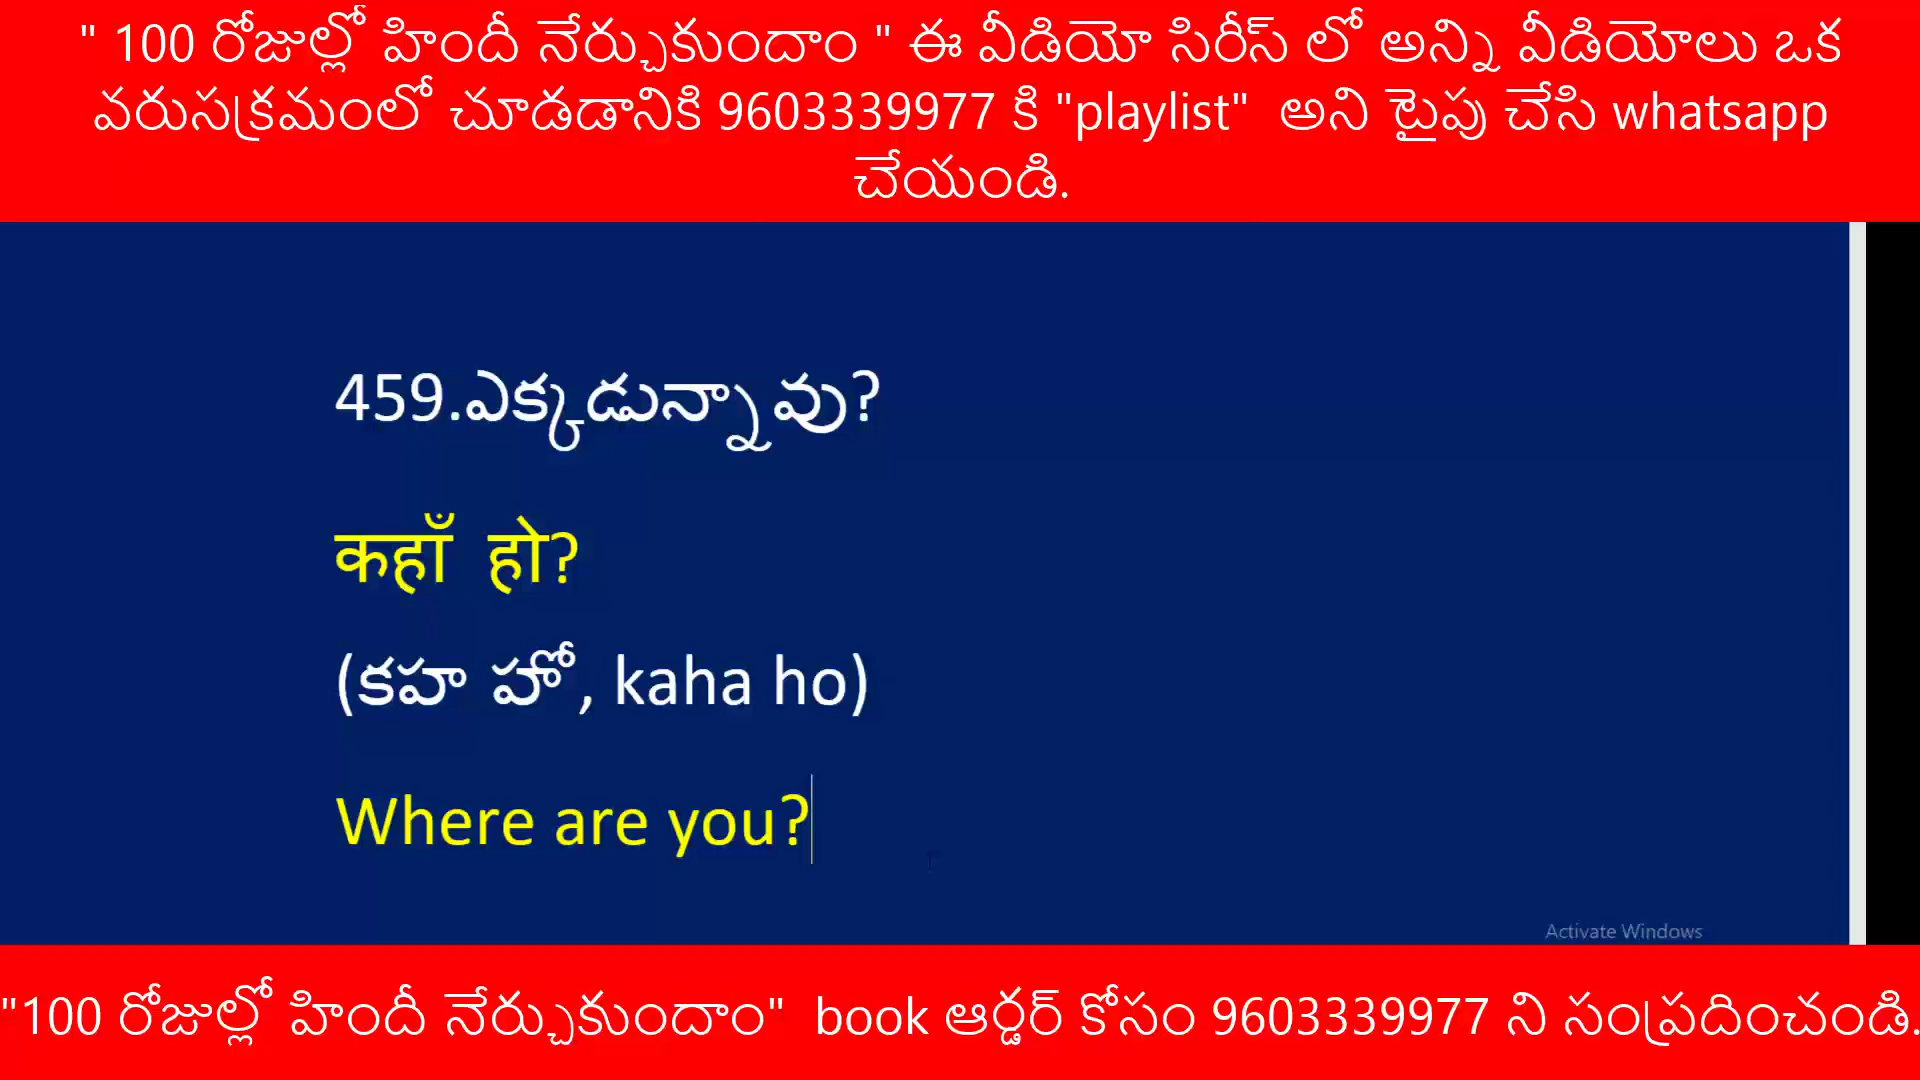 " 100 రోజుల్లో హిందీ నేర్చుకుందాం " ఈ వీడియో సిరీస్ లో అన్ని వీడియోలు ఒక
వరుసక్రమంలో చూడడానికి 9603339977 కి "playlist" అని టైపు చేసి whatsapp
చేయండి.
459.ఎక్కడున్నావు?
कहाँ हो?
(కహ హో, kaha ho)
Where are you?
Activate Windows
"100 రోజుల్లో హిందీ నేర్చుకుందాం" book ఆర్డర్ కోసం 9603339977 ని సంప్రదించండి.